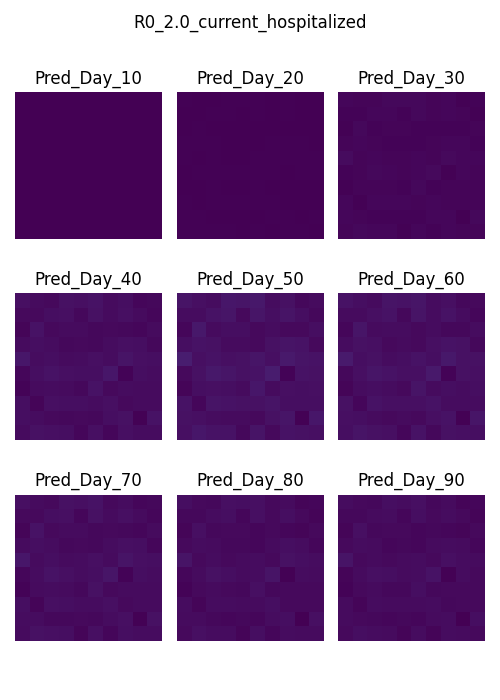 R0_2.0_current_hospitalized
Pred_Day_10 Pred_Day_20 Pred_Day_30
Pred_Day_40 Pred_Day_50 Pred_Day_60
Pred_Day_70 Pred_Day_80 Pred_Day_90